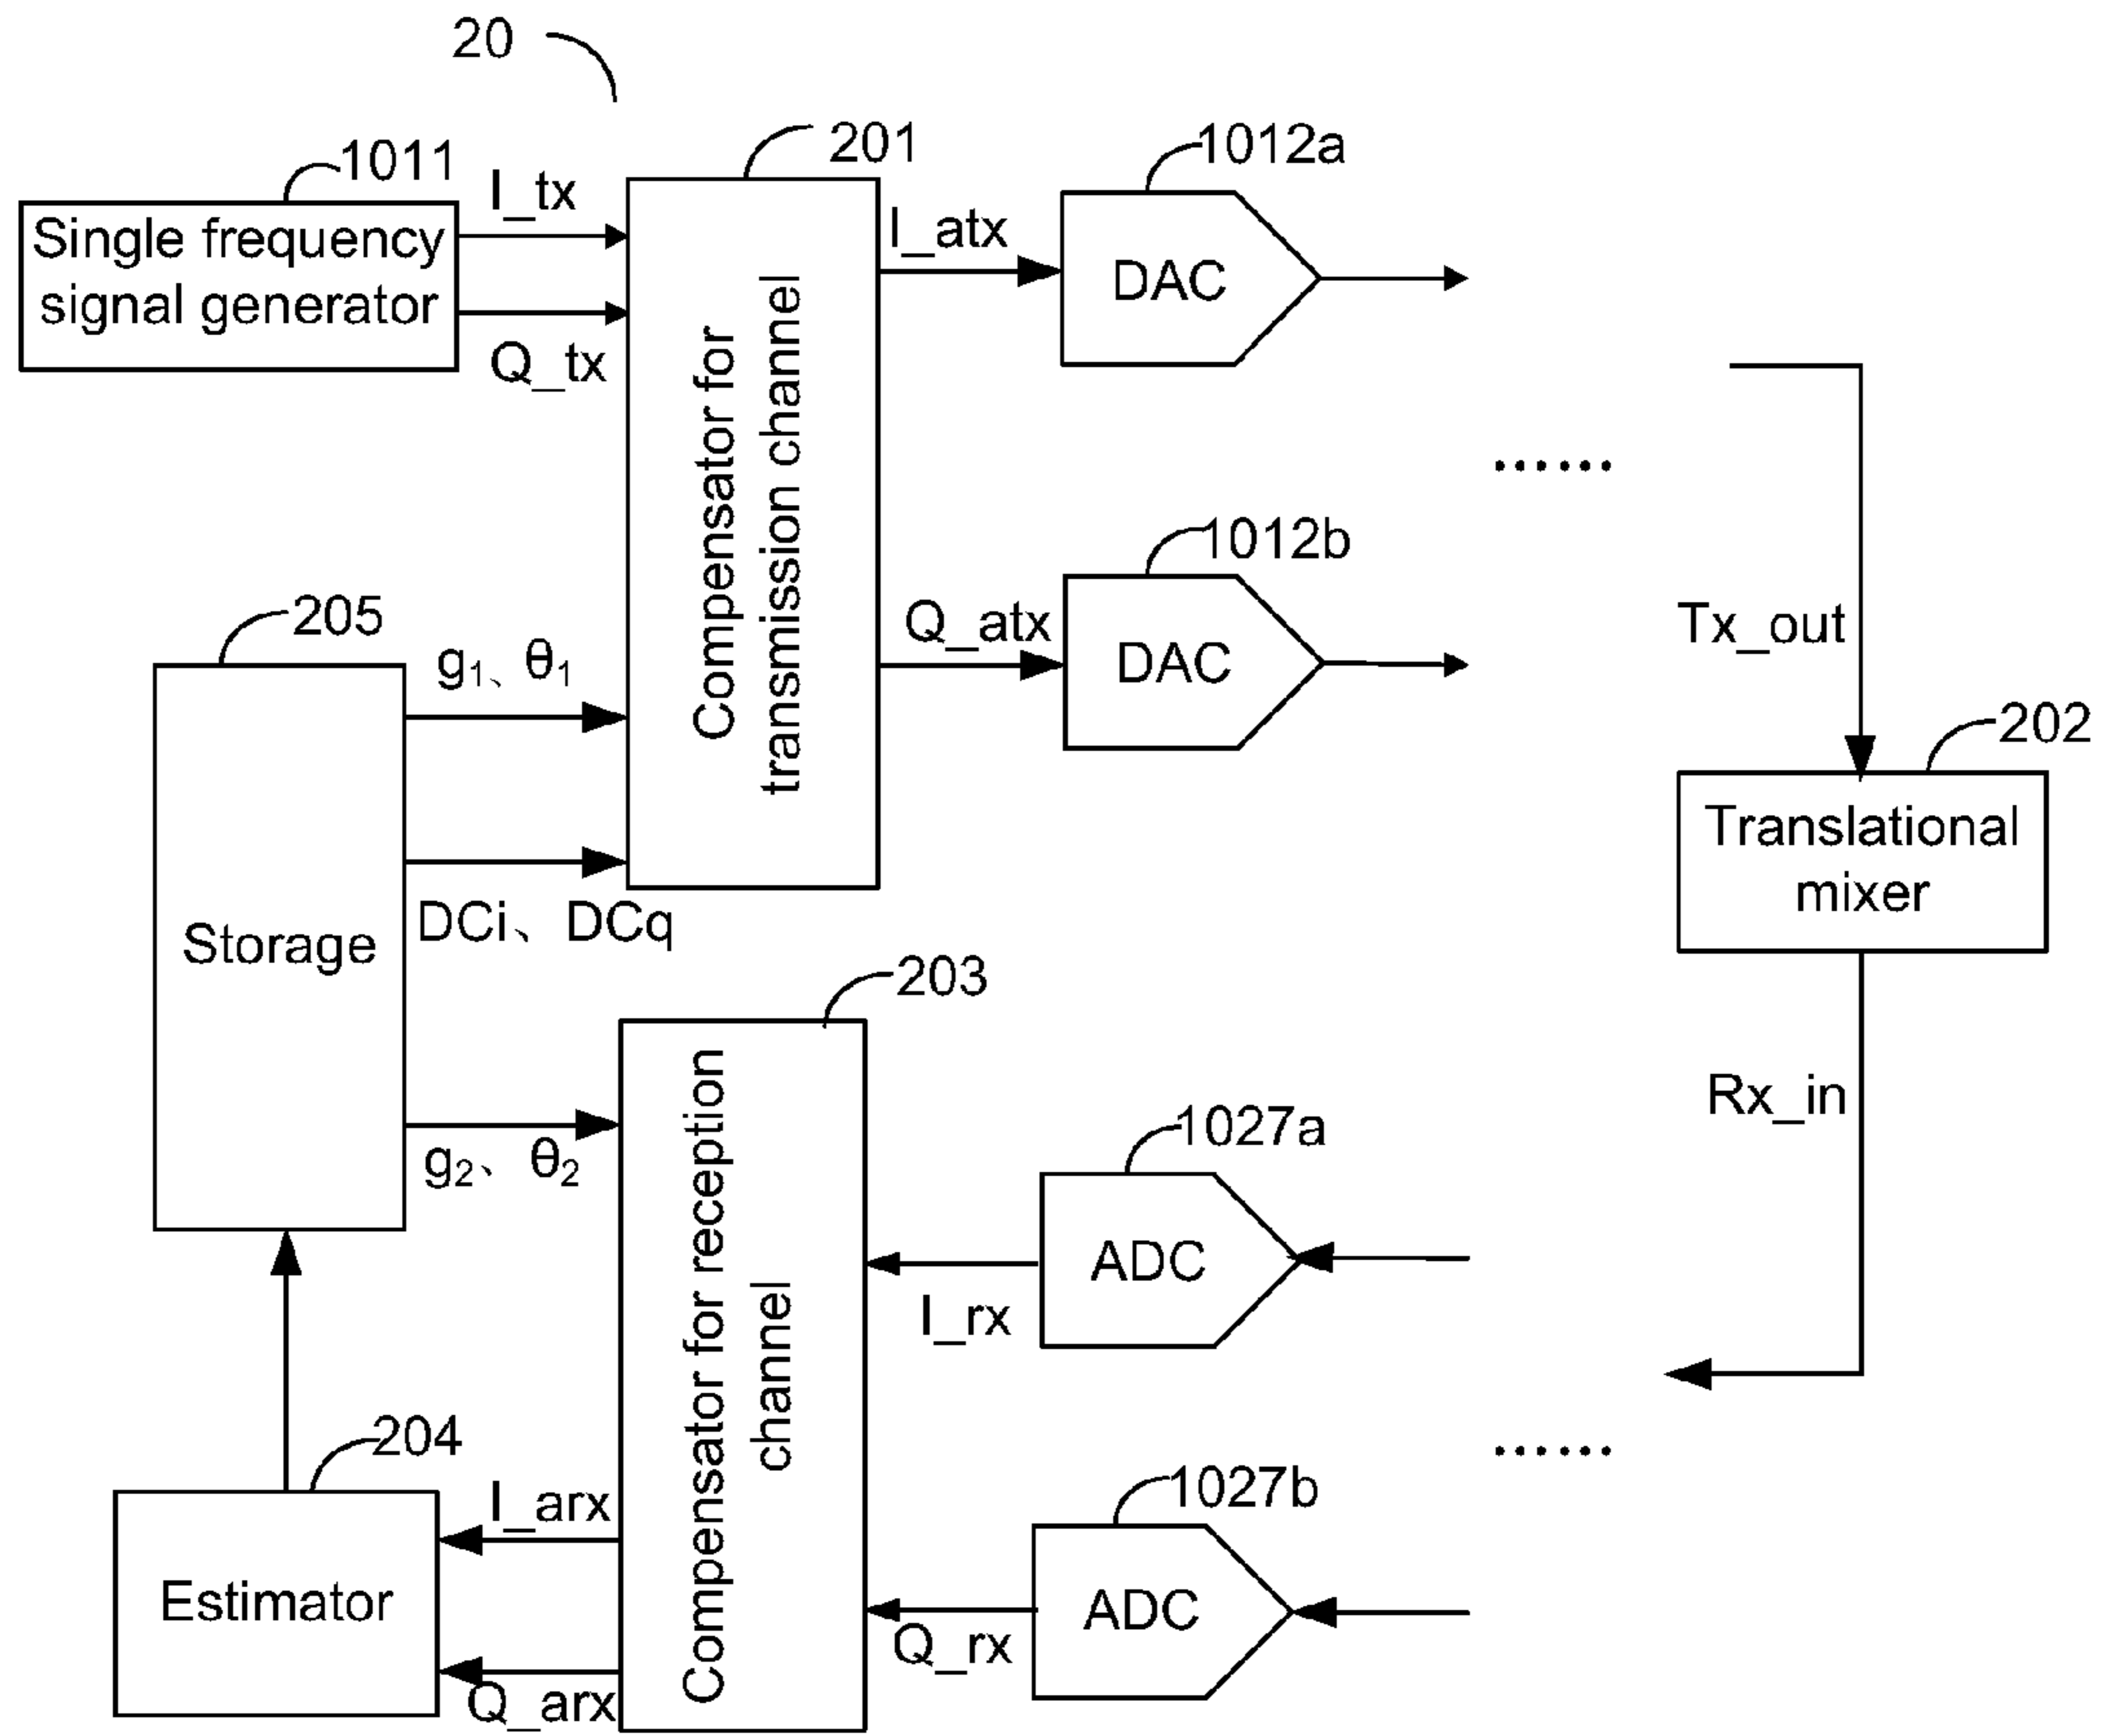 20
1011
201
1012a
I_tx
Single frequency
signal generator
Q_tx
I_atx
DAC
Compensator for
transmission channel
......
1012b
205
Q_atx
DAC
Tx_out
g₁、θ₁
202
Translational
mixer
Storage
DCi、DCq
203
g₂、θ₂
Compensator for reception
channel
Rx_in
1027a
ADC
I_rx
204
......
1027b
I_arx
Estimator
ADC
Q_rx
Q_arx